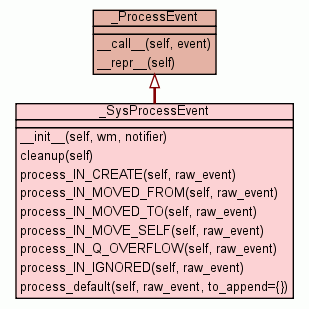 _ProcessEvent
__call__(self, event)
__repr__(self)
_SysProcessEvent
__init__(self, wm, notifier)
cleanup(self)
process_IN_CREATE(self, raw_event)
process_IN_MOVED_FROM(self, raw_event)
process_IN_MOVED_TO(self, raw_event)
process_IN_MOVE_SELF(self, raw_event)
process_IN_Q_OVERFLOW(self, raw_event)
process_IN_IGNORED(self, raw_event)
process_default(self, raw_event, to_append={})